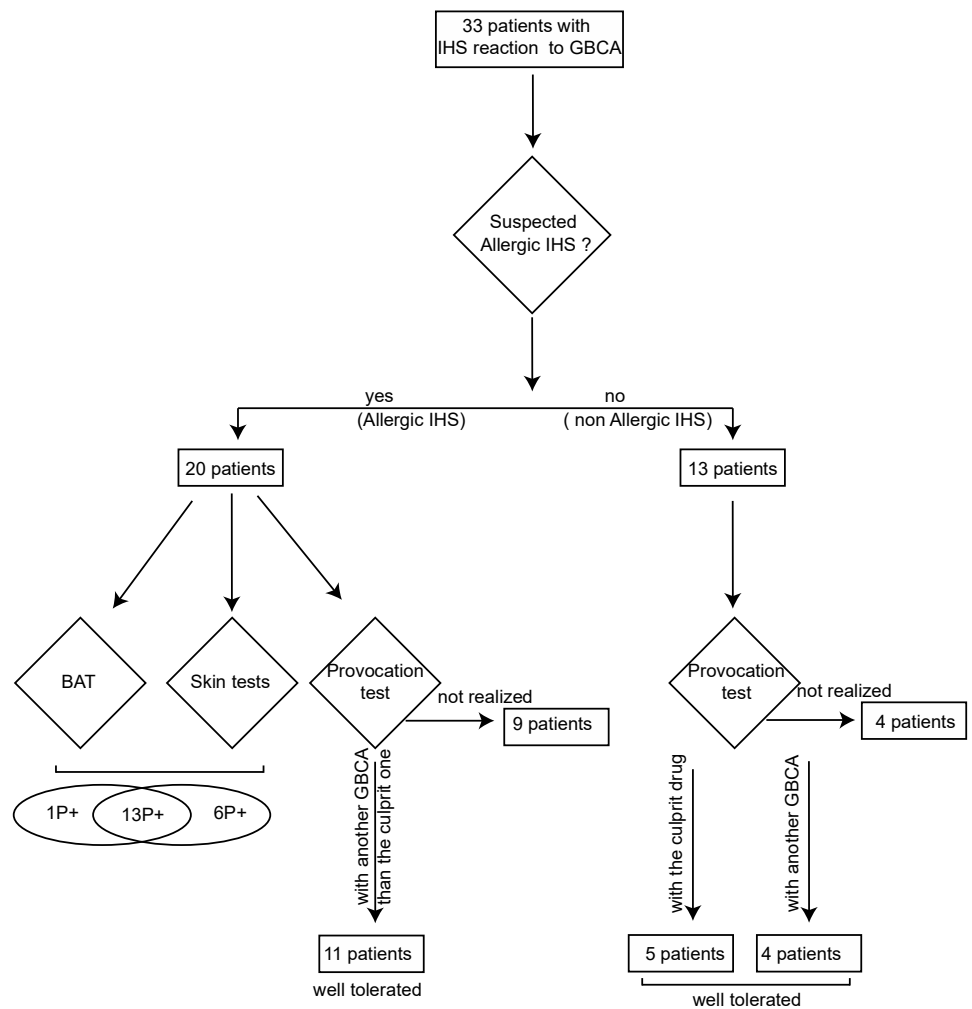 33 patients with
IHS reaction to GBCA
Suspected
Allergic IHS ?
yes
(Allergic IHS)
no
( non Allergic IHS)
20 patients
13 patients
BAT
Skin tests
Provocation
test
not realized
9 patients
Provocation
test
not realized
4 patients
1P+
13P+
6P+
with another GBCA
than the culprit one
with the culprit drug
with another GBCA
11 patients
well tolerated
5 patients
4 patients
well tolerated